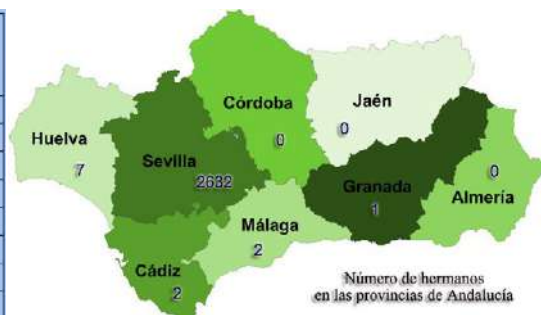 Córdoba
0
Jaén
0
Huelva
7
Sevilla
2632
Granada
1
0
Almería
Málaga
2
Cádiz
2
Número de hermanos
en las provincias de Andalucía